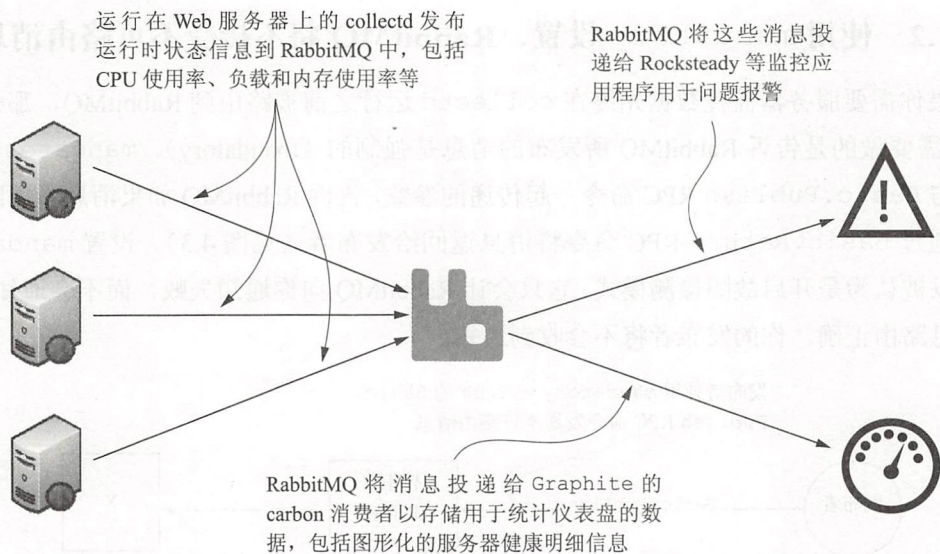 运行在 Web 服务器上的 collectd 发布
运行时状态信息到 RabbitMQ 中，包括
CPU 使用率、负载和内存使用率等
RabbitMQ 将这些消息投
递给 Rocksteady 等监控应
用程序用于问题报警
RabbitMQ 将消息投递给 Graphite 的
carbon 消费者以存储用于统计仪表盘的数
据，包括图形化的服务器健康明细信息